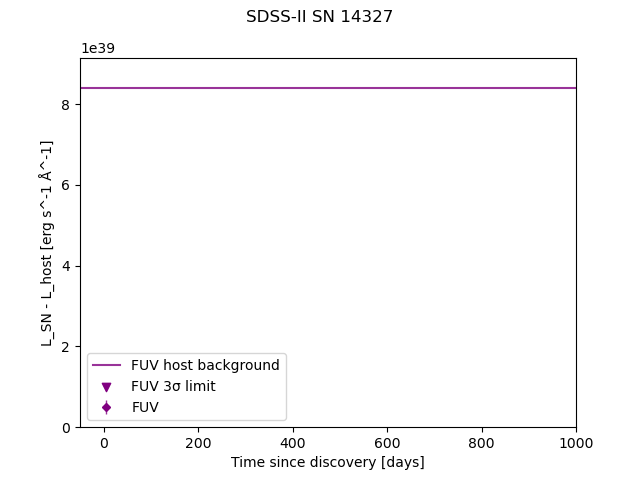 SDSS-II SN 14327
1e39
8
6
4
2
0
L_SN - L_host [erg s^-1 Å^-1]
FUV host background
FUV 3σ limit
FUV
0 200 400 600 800 1000
Time since discovery [days]